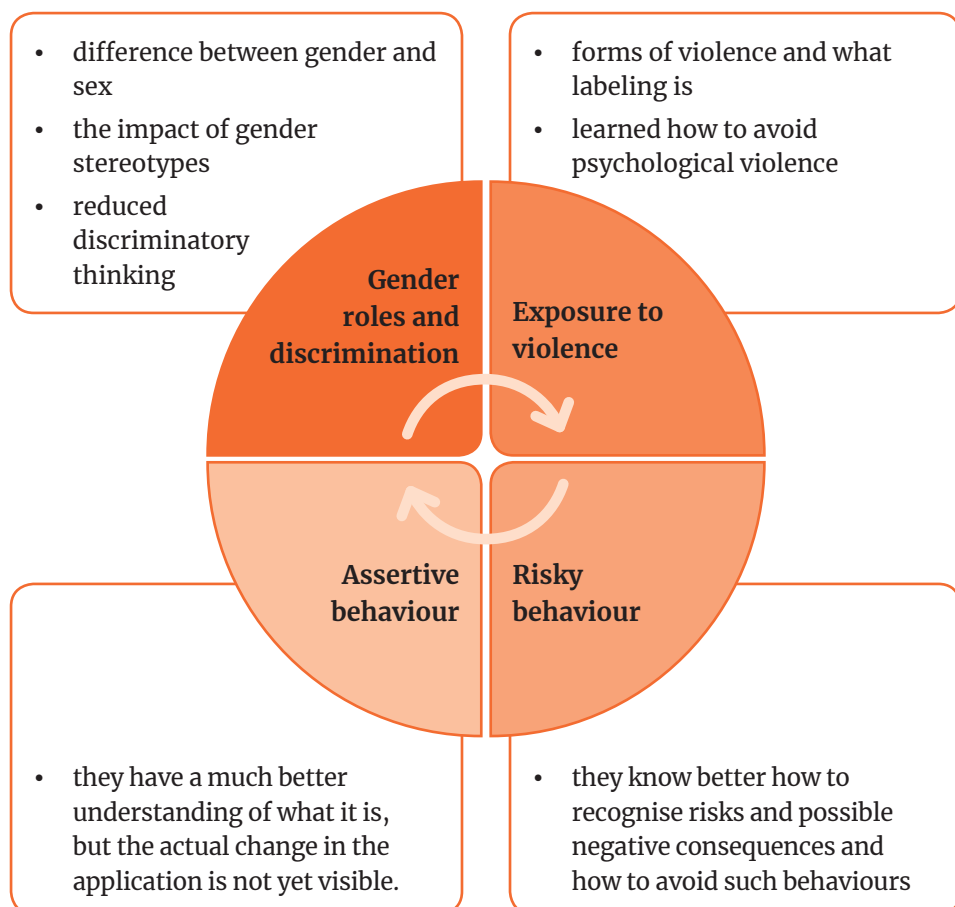 • difference between gender and
sex
• the impact of gender
stereotypes
• reduced
discriminatory
thinking
• forms of violence and what
labeling is
• learned how to avoid
psychological violence
Gender
roles and
discrimination
Exposure to
violence
Assertive
behaviour
Risky
behaviour
• they have a much better
understanding of what it is,
but the actual change in the
application is not yet visible.
• they know better how to
recognise risks and possible
negative consequences and
how to avoid such behaviours